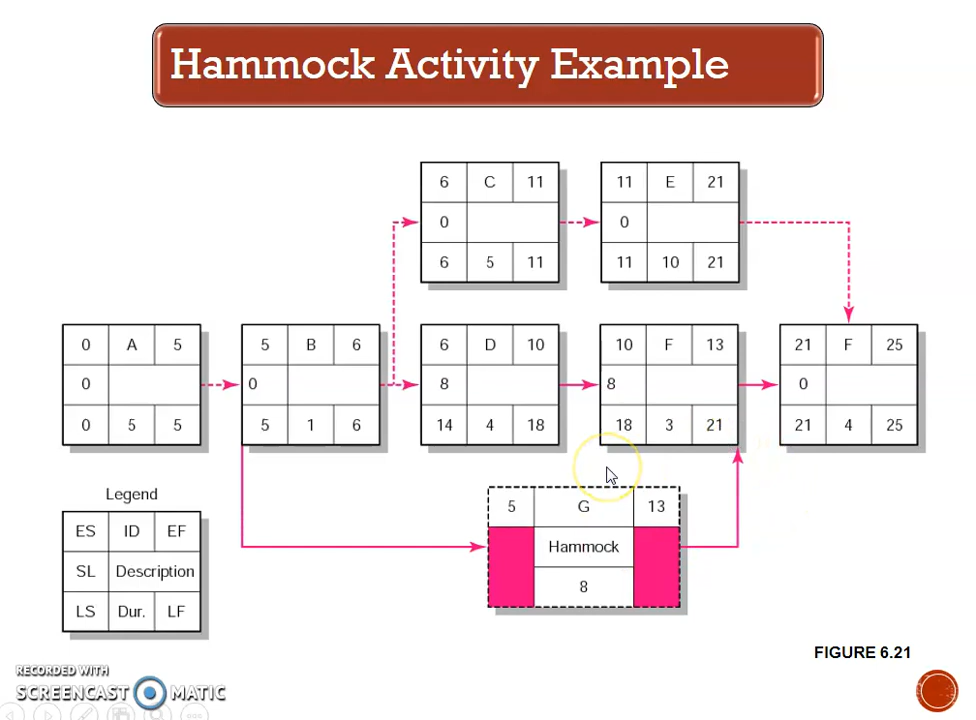 Hammock Activity Example
6 C 11
0
6 5 11
11 E 21
0
11 10 21
0 A 5
0
0 5 5
5 B 6
0
5 1 6
6 D 10
8
14 4 18
10 F 13
8
18 3 21
21 F 25
0
21 4 25
5 G 13
Hammock
8
Legend
ES ID EF
SL Description
LS Dur. LF
FIGURE 6.21
RECORDED WITH
SCREENCAST MATIC